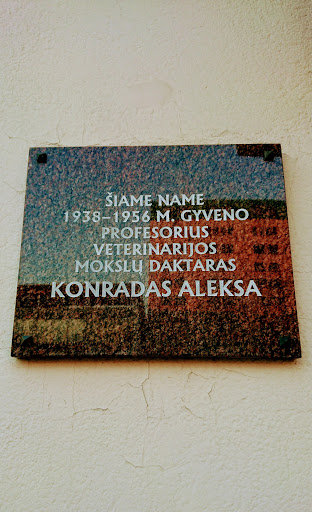 ŠIAME NAME
1938–1956 M. GYVENO
PROFESORIUS
VETERINARIJOS
MOKSLŲ DAKTARAS
KONRADAS ALEKSA